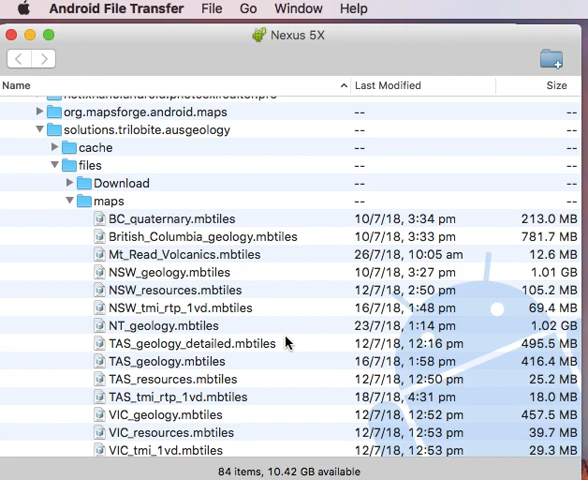 Android File Transfer File Go Window Help
Nexus 5X
Name Last Modified Size
org.mapsforge.android.maps -- --
solutions.trilobite.ausgeology -- --
cache -- --
files -- --
Download -- --
maps -- --
BC_quaternary.mbtiles 10/7/18, 3:34 pm 213.0 MB
British_Columbia_geology.mbtiles 10/7/18, 3:33 pm 781.7 MB
Mt_Read_Volcanics.mbtiles 26/7/18, 10:05 am 12.6 MB
NSW_geology.mbtiles 10/7/18, 3:27 pm 1.01 GB
NSW_resources.mbtiles 12/7/18, 2:50 pm 105.2 MB
NSW_tmi_rtp_1vd.mbtiles 16/7/18, 1:48 pm 69.4 MB
NT_geology.mbtiles 23/7/18, 1:14 pm 1.02 GB
TAS_geology_detailed.mbtiles 12/7/18, 12:16 pm 495.5 MB
TAS_geology.mbtiles 16/7/18, 1:58 pm 416.4 MB
TAS_resources.mbtiles 12/7/18, 12:50 pm 25.2 MB
TAS_tmi_rtp_1vd.mbtiles 18/7/18, 4:31 pm 18.0 MB
VIC_geology.mbtiles 12/7/18, 12:52 pm 457.5 MB
VIC_resources.mbtiles 12/7/18, 12:53 pm 39.7 MB
VIC_tmi_1vd.mbtiles 12/7/18, 12:53 pm 29.3 MB
84 items, 10.42 GB available